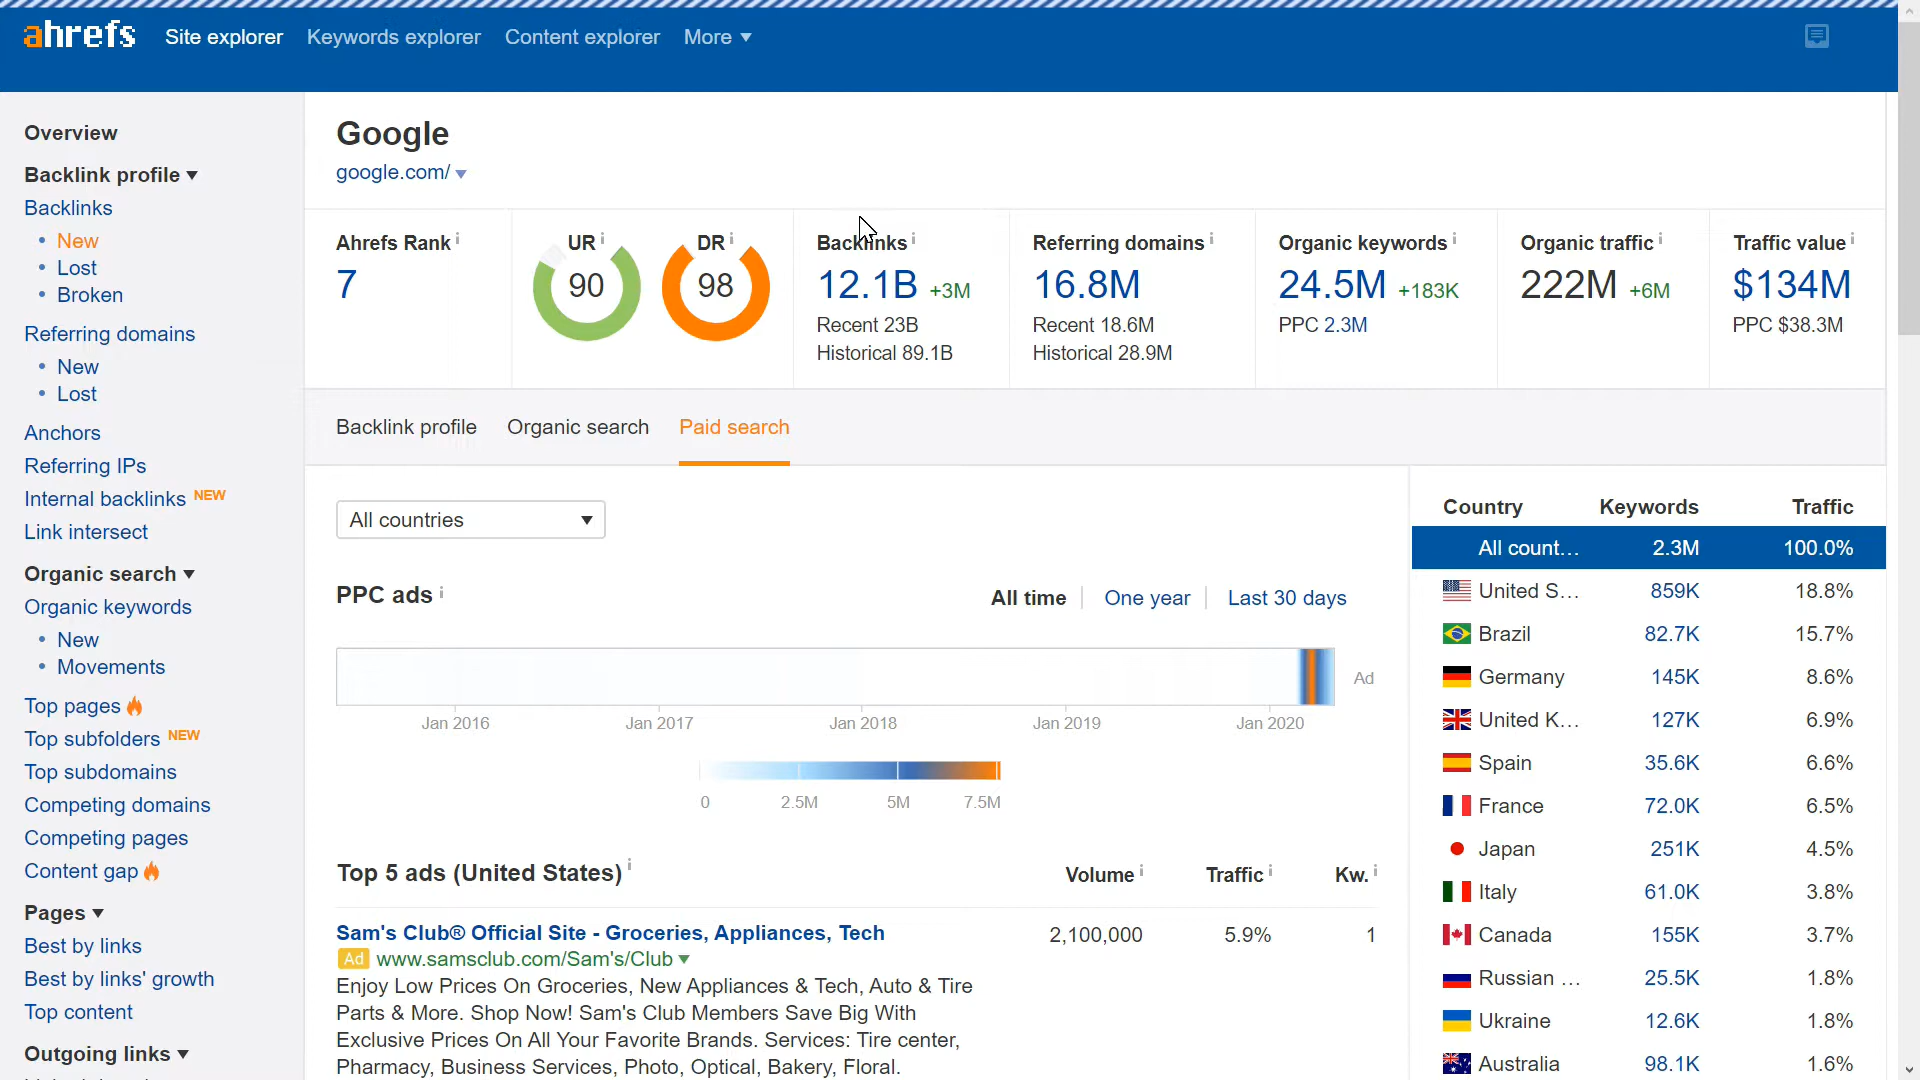 ahrefs Site explorer Keywords explorer Content explorer More ▼
Overview
Backlink profile ▼
Backlinks
• New
• Lost
• Broken
Referring domains
• New
• Lost
Anchors
Referring IPs
Internal backlinks NEW
Link intersect
Organic search ▼
Organic keywords
• New
• Movements
Top pages
Top subfolders NEW
Top subdomains
Competing domains
Competing pages
Content gap
Pages ▼
Best by links
Best by links' growth
Top content
Outgoing links ▼
Google
google.com/ ▼
Ahrefs Rank i
7
UR i
90
DR i
98
Backlinks i
12.1B +3M
Recent 23B
Historical 89.1B
Referring domains i
16.8M
Recent 18.6M
Historical 28.9M
Organic keywords i
24.5M +183K
PPC 2.3M
Organic traffic i
222M +6M
Traffic value i
$134M
PPC $38.3M
Backlink profile Organic search Paid search
All countries ▼
PPC ads i
All time One year Last 30 days
Ad
Jan 2016 Jan 2017 Jan 2018 Jan 2019 Jan 2020
0 2.5M 5M 7.5M
Top 5 ads (United States) i Volume i Traffic i Kw. i
Sam's Club® Official Site - Groceries, Appliances, Tech 2,100,000 5.9% 1
Ad www.samsclub.com/Sam's/Club ▼
Enjoy Low Prices On Groceries, New Appliances & Tech, Auto & Tire
Parts & More. Shop Now! Sam's Club Members Save Big With
Exclusive Prices On All Your Favorite Brands. Services: Tire center,
Pharmacy, Business Services, Photo, Optical, Bakery, Floral.
Country Keywords Traffic
All count... 2.3M 100.0%
United S... 859K 18.8%
Brazil 82.7K 15.7%
Germany 145K 8.6%
United K... 127K 6.9%
Spain 35.6K 6.6%
France 72.0K 6.5%
Japan 251K 4.5%
Italy 61.0K 3.8%
Canada 155K 3.7%
Russian ... 25.5K 1.8%
Ukraine 12.6K 1.8%
Australia 98.1K 1.6%